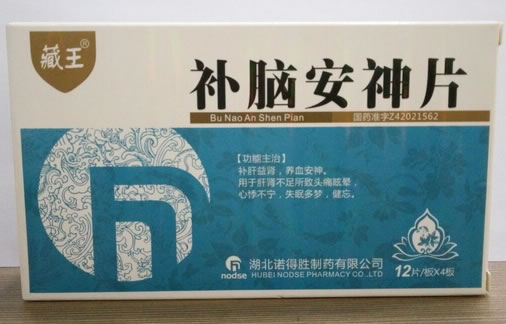 藏王®
补脑安神片
Bu Nao An Shen Pian
国药准字Z42021562
【功能主治】
补肝益肾，养血安神。
用于肝肾不足所致头痛眩晕，
心悸不宁，失眠多梦，健忘。
nodse
湖北诺得胜制药有限公司
HUBEI NODSE PHARMACY CO.,LTD
12片/板X4板